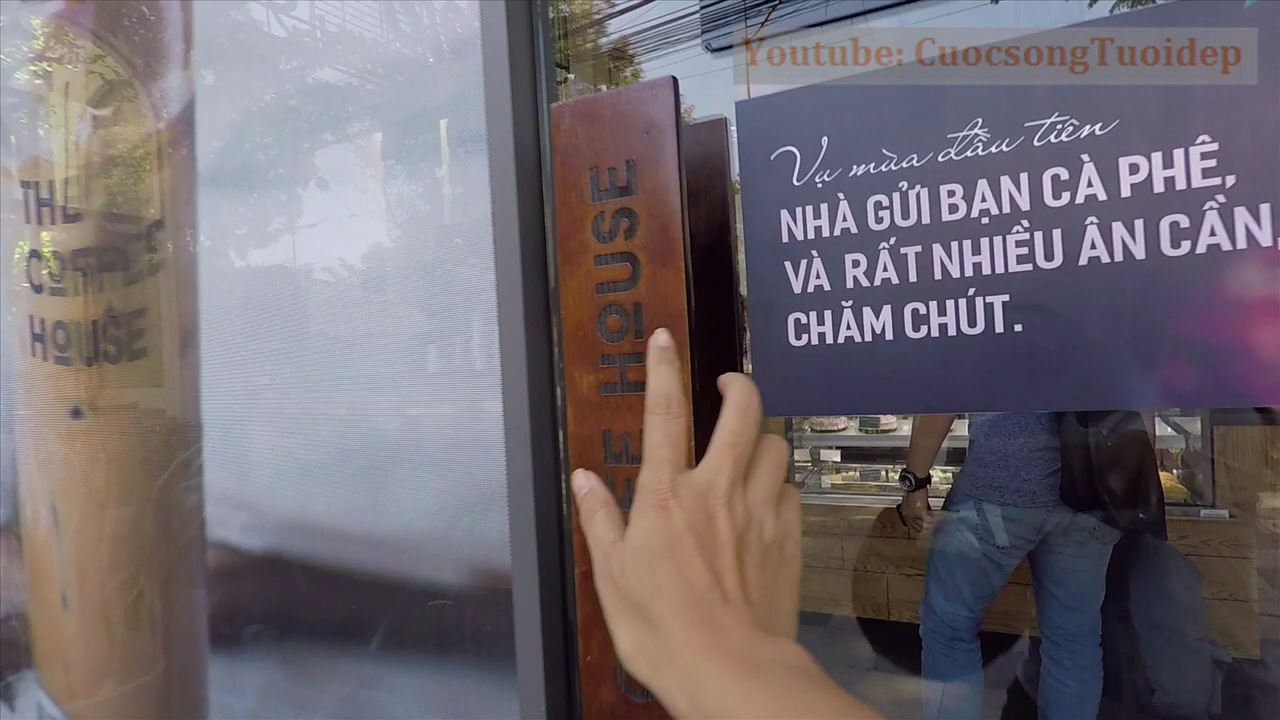 Youtube: CuocsongTuoidep
THE
COFFEE
HOUSE
HOUSE
Vụ mùa đầu tiên
NHÀ GỬI BẠN CÀ PHÊ,
VÀ RẤT NHIỀU ÂN CẦN,
CHĂM CHÚT.